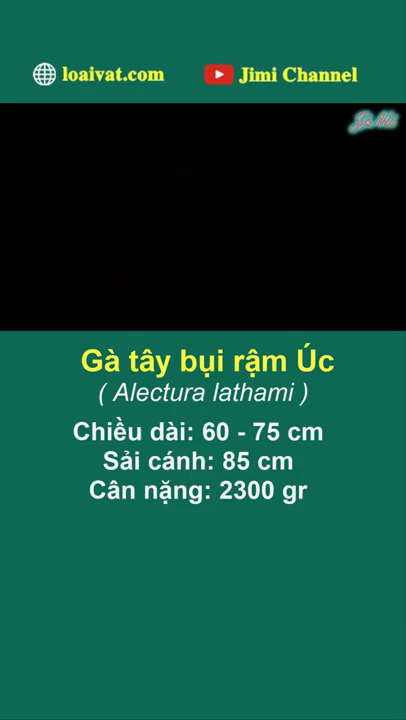 loaivat.com
Jimi Channel
JiMi
Gà tây bụi rậm Úc
( Alectura lathami )
Chiều dài: 60 - 75 cm
Sải cánh: 85 cm
Cân nặng: 2300 gr